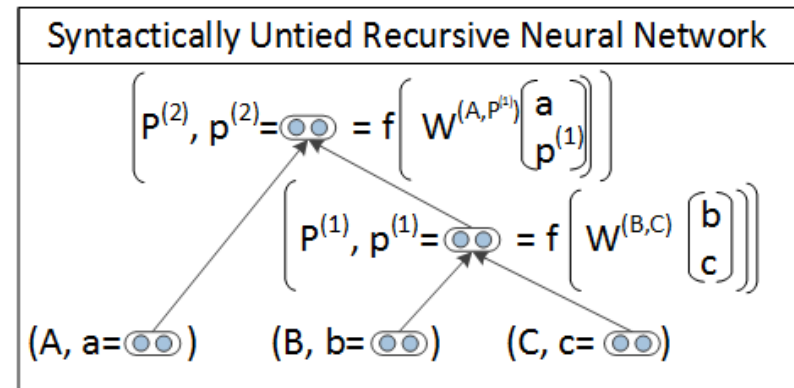 Syntactically Untied Recursive Neural Network
(P⁽²⁾, p⁽²⁾= = f(W⁽ᴬ,ᴾ⁽¹⁾⁾ (a p⁽¹⁾)))
(P⁽¹⁾, p⁽¹⁾= = f(W⁽ᴮ,ᶜ⁾ (b c)))
(A, a= ) (B, b= ) (C, c= )